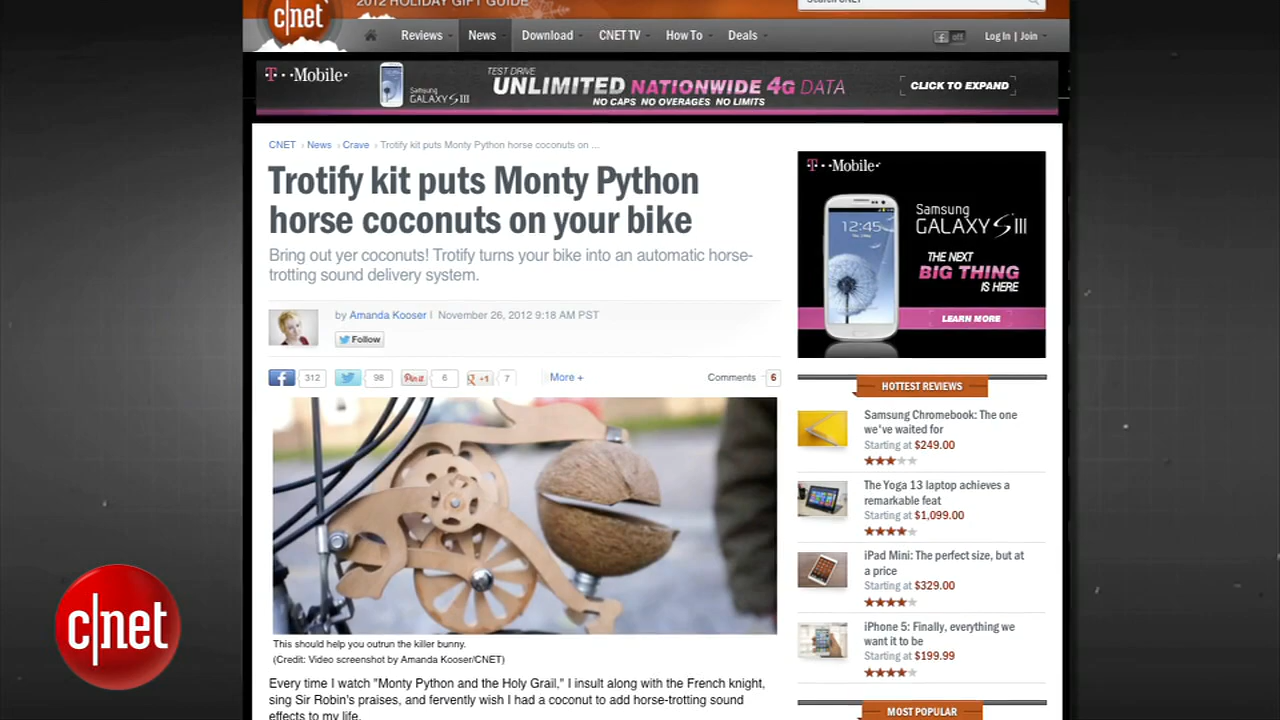 c|net
2012 HOLIDAY GIFT GUIDE
Search CNET
Reviews
News
Download
CNET TV
How To
Deals
f off
Log In | Join
T··Mobile·
Samsung
GALAXY SIII
TEST DRIVE
UNLIMITED NATIONWIDE 4G DATA
NO CAPS NO OVERAGES NO LIMITS
CLICK TO EXPAND
CNET › News › Crave › Trotify kit puts Monty Python horse coconuts on ...
Trotify kit puts Monty Python
horse coconuts on your bike
Bring out yer coconuts! Trotify turns your bike into an automatic horse-
trotting sound delivery system.
by Amanda Kooser | November 26, 2012 9:18 AM PST
Follow
f 312
98
Pin it 6
g +1 7
More +
Comments 6
This should help you outrun the killer bunny.
(Credit: Video screenshot by Amanda Kooser/CNET)
Every time I watch "Monty Python and the Holy Grail," I insult along with the French knight,
sing Sir Robin's praises, and fervently wish I had a coconut to add horse-trotting sound
effects to my life.
T··Mobile·
12:45
Samsung
GALAXY SIII
THE NEXT
BIG THING
IS HERE
LEARN MORE
HOTTEST REVIEWS
Samsung Chromebook: The one
we've waited for
Starting at $249.00
The Yoga 13 laptop achieves a
remarkable feat
Starting at $1,099.00
iPad Mini: The perfect size, but at
a price
Starting at $329.00
iPhone 5: Finally, everything we
want it to be
Starting at $199.99
MOST POPULAR
c|net